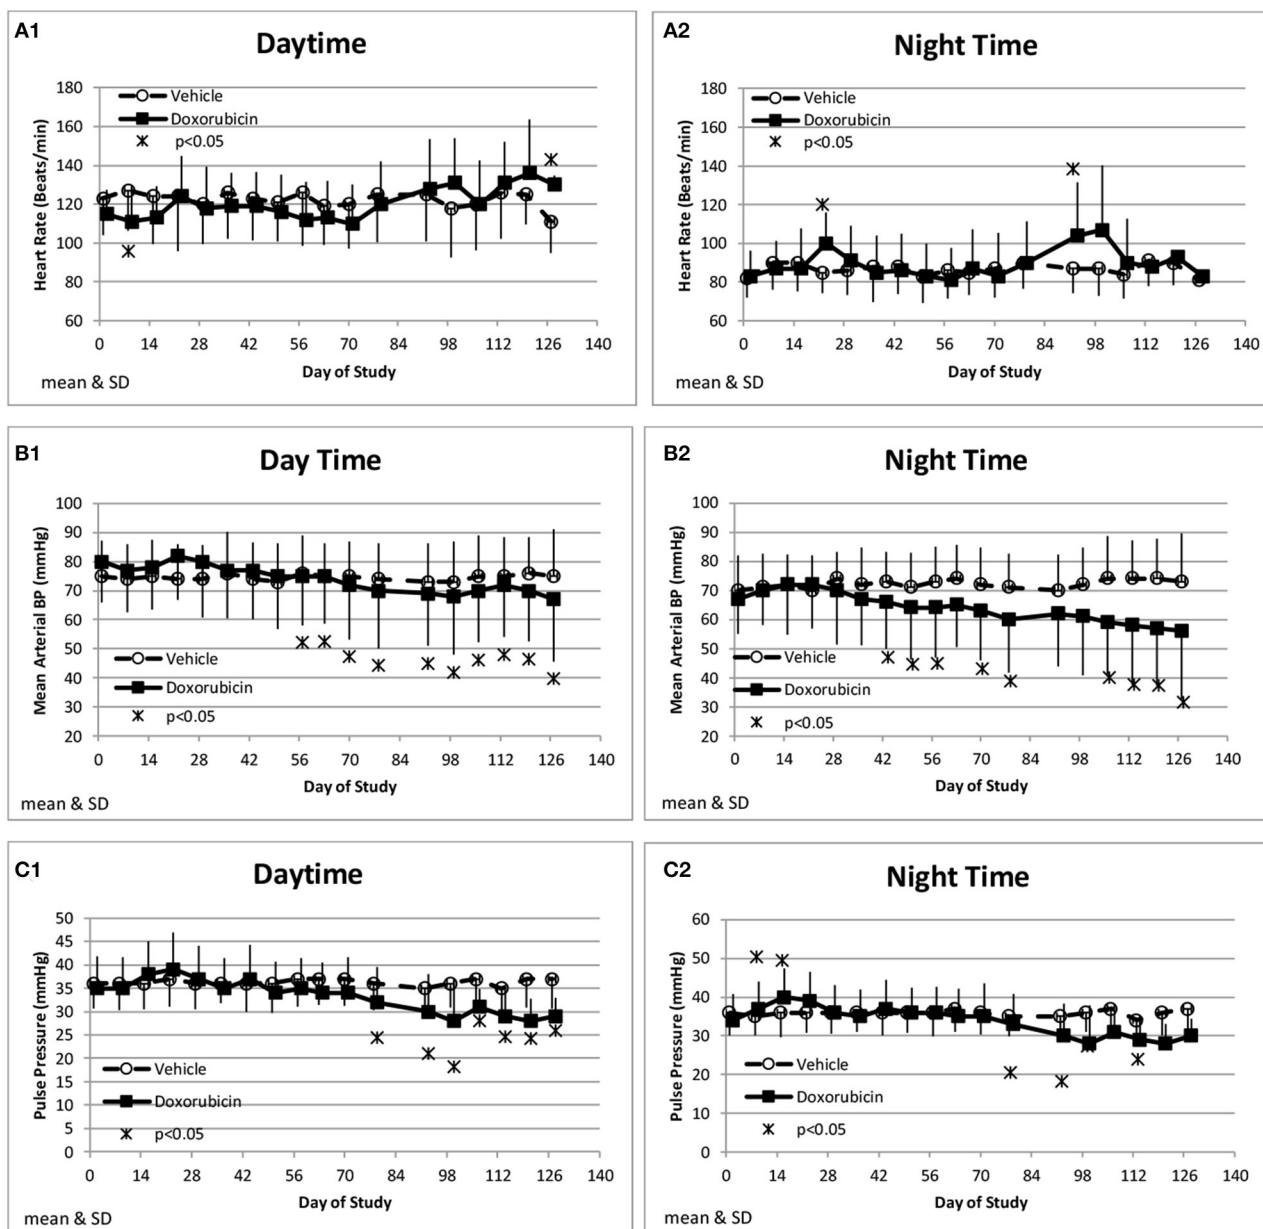 A1
Daytime
180
160
140
120
100
80
60
Heart Rate (Beats/min)
Vehicle
Doxorubicin
p<0.05
0 14 28 42 56 70 84 98 112 126 140
Day of Study
mean & SD
A2
Night Time
180
160
140
120
100
80
60
Heart Rate (Beats/min)
Vehicle
Doxorubicin
p<0.05
0 14 28 42 56 70 84 98 112 126 140
Day of Study
mean & SD
B1
Day Time
100
90
80
70
60
50
40
30
20
Mean Arterial BP (mmHg)
Vehicle
Doxorubicin
p<0.05
0 14 28 42 56 70 84 98 112 126 140
Day of Study
mean & SD
B2
Night Time
100
90
80
70
60
50
40
30
20
Mean Arterial BP (mmHg)
Vehicle
Doxorubicin
p<0.05
0 14 28 42 56 70 84 98 112 126 140
Day of Study
mean & SD
C1
Daytime
50
45
40
35
30
25
20
15
10
5
0
Pulse Pressure (mmHg)
Vehicle
Doxorubicin
p<0.05
0 14 28 42 56 70 84 98 112 126 140
Day of Study
mean & SD
C2
Night Time
60
50
40
30
20
10
0
Pulse Pressure (mmHg)
Vehicle
Doxorubicin
p<0.05
0 14 28 42 56 70 84 98 112 126 140
Day of Study
mean & SD